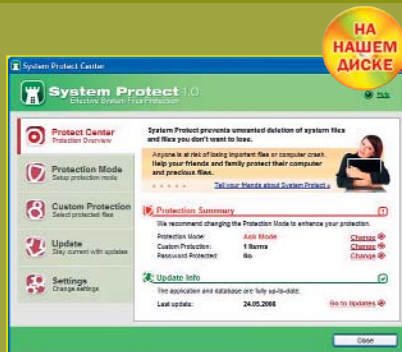 НА
НАШЕМ
ДИСКЕ
System Protect Center
System Protect 1.0
Effective System Files Protection
Help
Protect Center
Protection Overview
Protection Mode
Setup protection mode
Custom Protection
Select protected files
Update
Stay current with updates
Settings
Change settings
System Protect prevents unwanted deletion of system files
and files you don't want to lose.
Anyone is at risk of losing important files or computer crash.
Help your friends and family protect their computer
and precious files.
Tell your friends about System Protect
Protection Summary
We recommend changing the Protection Mode to enhance your protection.
Protection Mode: Ask Mode Change
Custom Protection: 1 Items Change
Password Protected: No Change
Update Info
The application and database are fully up-to-date.
Last update: 24.05.2008 Go to Updates
Close